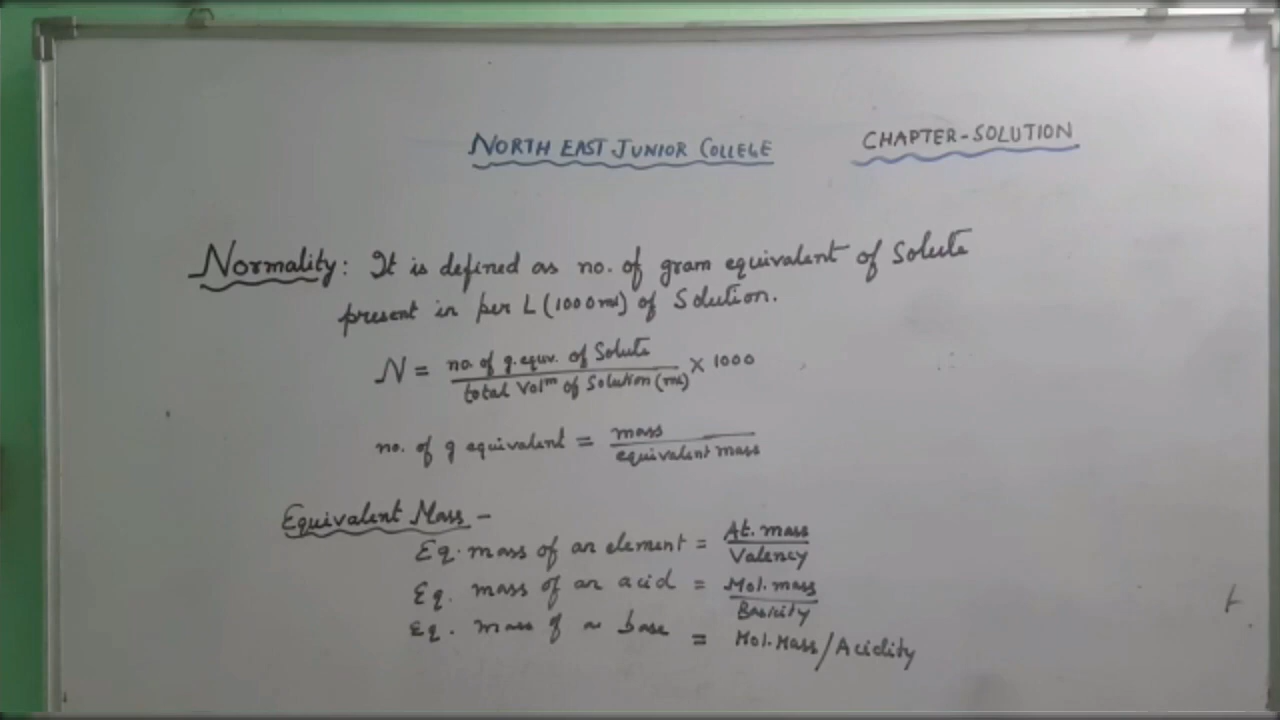 NORTH EAST JUNIOR COLLEGE
CHAPTER-SOLUTION
Normality: It is defined as no. of gram equivalent of Solute
present in per L (1000 ml) of Solution.
N = no. of g. equv. of Solute / total Volm of Solution (ml) × 1000
no. of g equivalent = mass / equivalent mass
Equivalent Mass -
Eq. mass of an element = At. mass / Valency
Eq. mass of an acid = Mol. mass / Basicity
Eq. mass of a base = Mol. Mass / Acidity